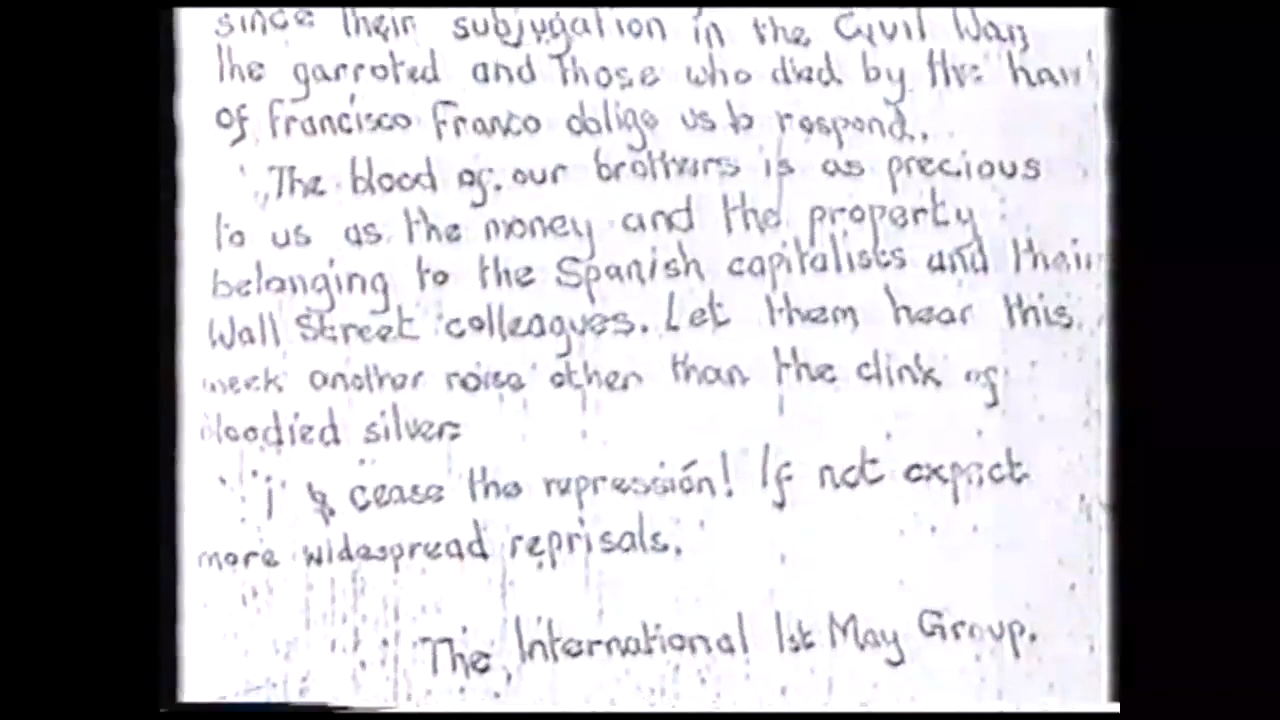 since their subjugation in the Civil War,
The garroted and those who died by the han
of Francisco Franco oblige us to respond.
The blood of our brothers is as precious
to us as the money and the property
belonging to the Spanish capitalists and their
Wall Street colleagues. Let them hear this
week another noise other than the clink of
bloodied silver.
cease the repressión! If not expect
more widespread reprisals.
The International 1st May Group.